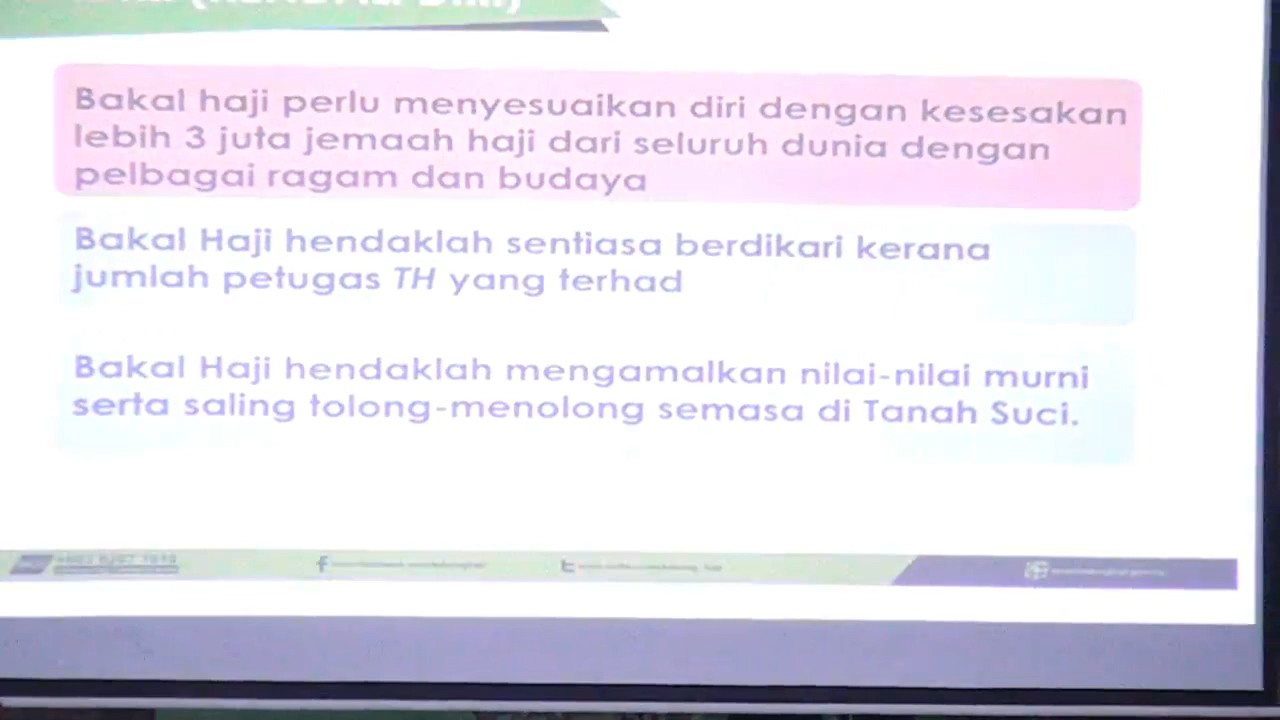 Bakal haji perlu menyesuaikan diri dengan kesesakan
lebih 3 juta jemaah haji dari seluruh dunia dengan
pelbagai ragam dan budaya
Bakal Haji hendaklah sentiasa berdikari kerana
jumlah petugas TH yang terhad
Bakal Haji hendaklah mengamalkan nilai-nilai murni
serta saling tolong-menolong semasa di Tanah Suci.